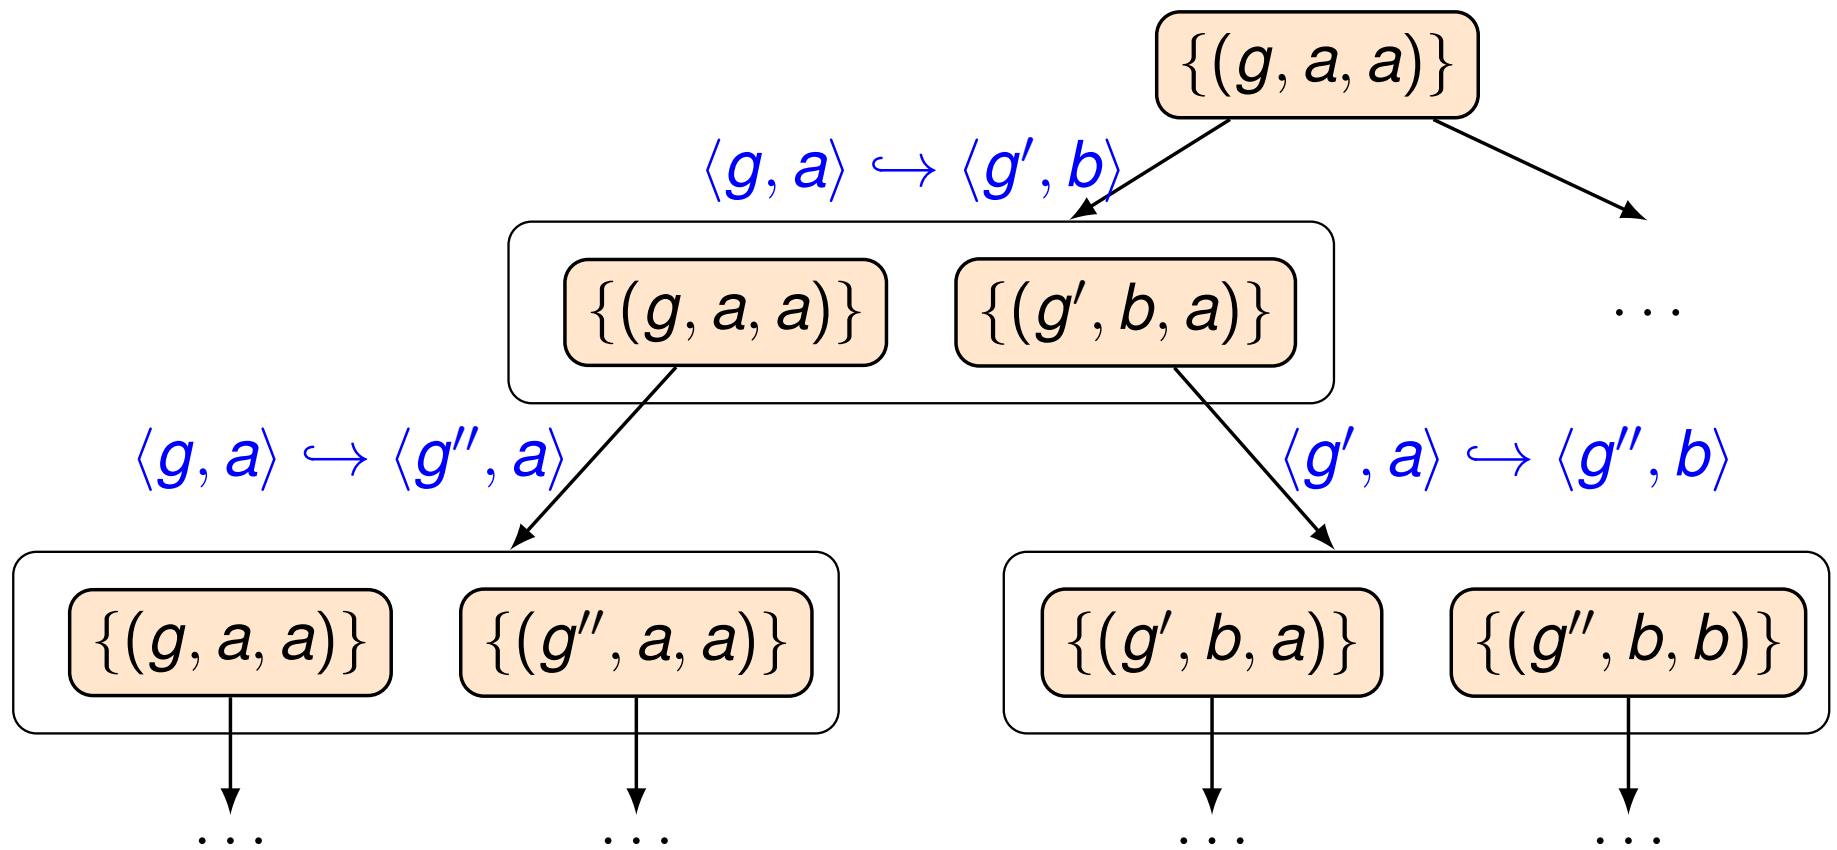 {(g, a, a)}
⟨g, a⟩ ↪ ⟨g′, b⟩
{(g, a, a)} {(g′, b, a)} ...
⟨g, a⟩ ↪ ⟨g″, a⟩ ⟨g′, a⟩ ↪ ⟨g″, b⟩
{(g, a, a)} {(g″, a, a)} {(g′, b, a)} {(g″, b, b)}
... ... ... ...